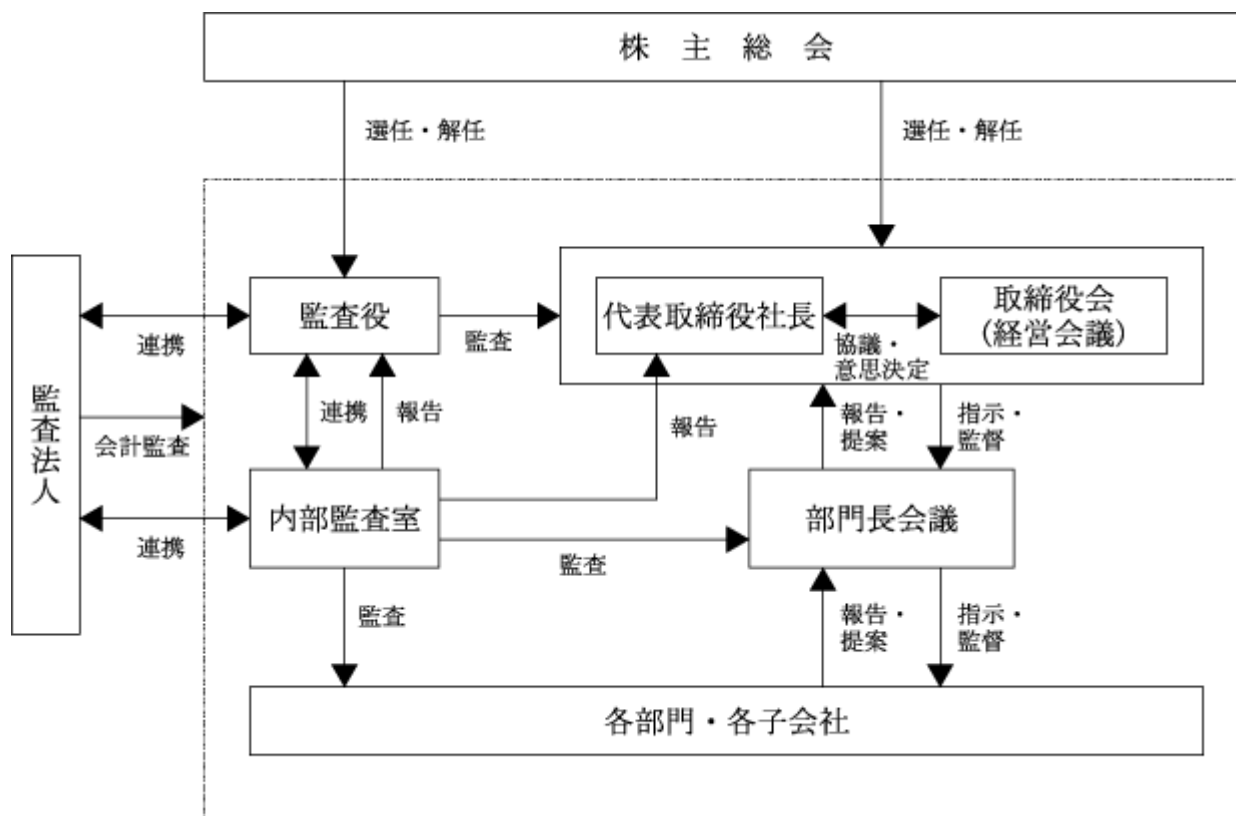 株主総会
選任・解任
選任・解任
監査法人
連携
会計監査
連携
監査役
監査
代表取締役社長
協議・
意思決定
取締役会
(経営会議)
連携
報告
報告
報告・
提案
指示・
監督
内部監査室
監査
部門長会議
監査
報告・
提案
指示・
監督
各部門・各子会社